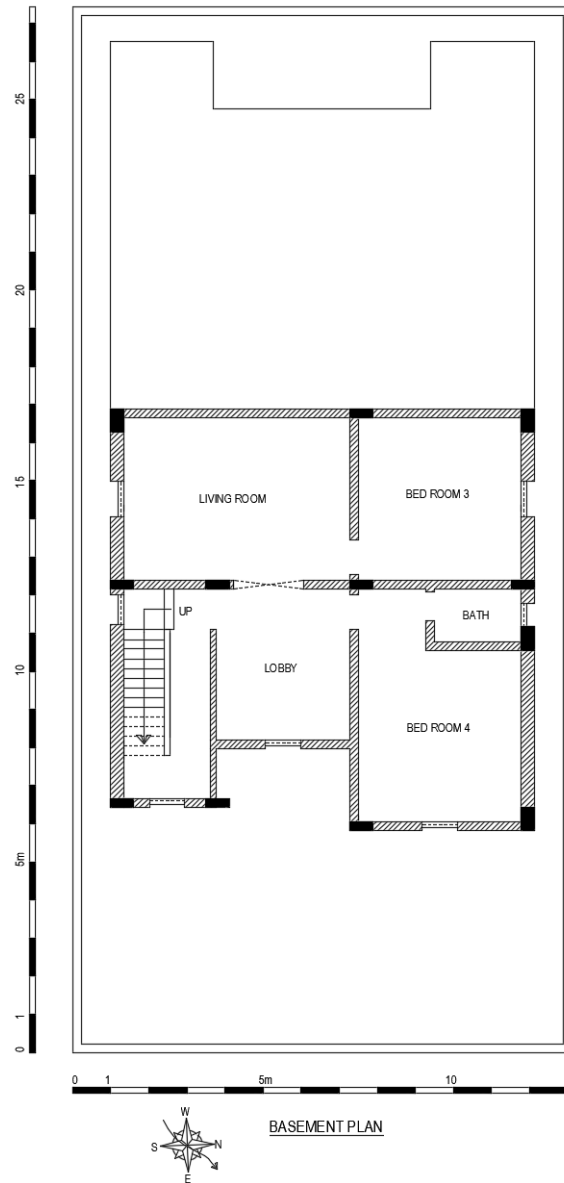 25
20
15
LIVING ROOM
BED ROOM 3
UP
BATH
10
LOBBY
BED ROOM 4
5m
1
0
0 1 5m 10
BASEMENT PLAN
W
S N
E